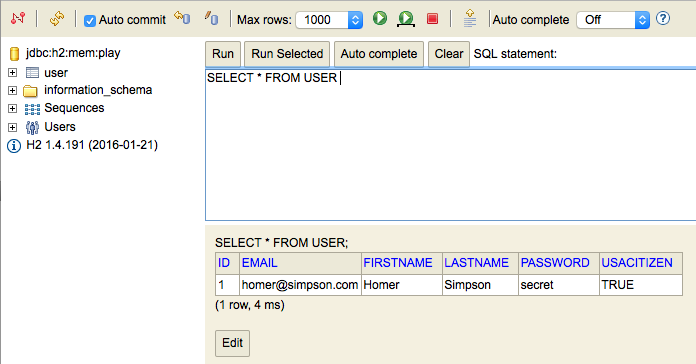 Auto commit Max rows: 1000 Auto complete Off
jdbc:h2:mem:play
user
information_schema
Sequences
Users
H2 1.4.191 (2016-01-21)
Run Run Selected Auto complete Clear SQL statement:
SELECT * FROM USER
SELECT * FROM USER;
ID EMAIL FIRSTNAME LASTNAME PASSWORD USACITIZEN
1 homer@simpson.com Homer Simpson secret TRUE
(1 row, 4 ms)
Edit